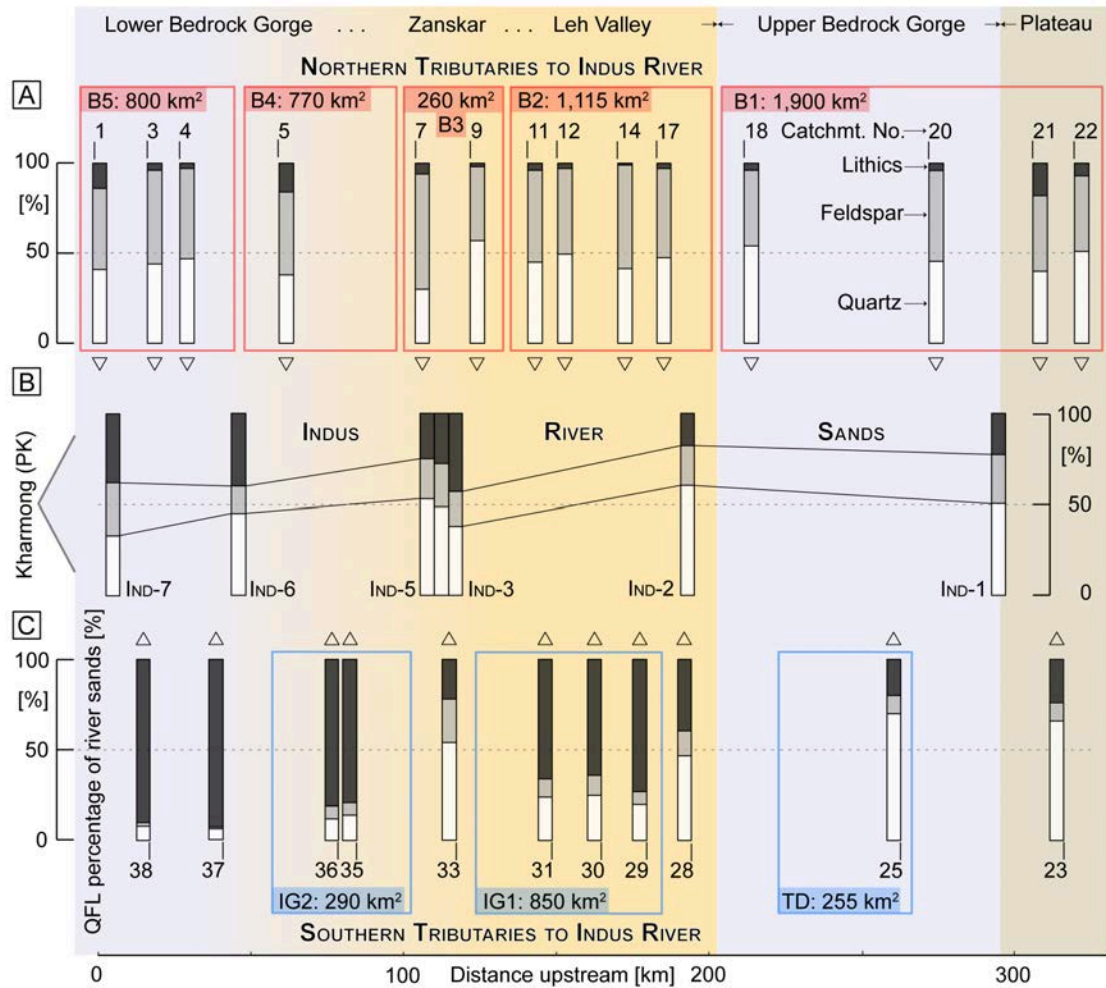 Lower Bedrock Gorge ... Zanskar ... Leh Valley Upper Bedrock Gorge Plateau
NORTHERN TRIBUTARIES TO INDUS RIVER
A
B5: 800 km² B4: 770 km² 260 km² B2: 1,115 km² B1: 1,900 km²
B3
1 3 4 5 7 9 11 12 14 17 18 Catchmt. No. 20 21 22
100
Lithics
[%]
Feldspar
50
Quartz
0
B
100
INDUS RIVER SANDS
[%]
Kharmong (PK)
50
IND-7 IND-6 IND-5 IND-3 IND-2 IND-1 0
C
QFL percentage of river sands [%]
100
[%]
50
0
38 37 36 35 33 31 30 29 28 25 23
IG2: 290 km² IG1: 850 km² TD: 255 km²
SOUTHERN TRIBUTARIES TO INDUS RIVER
0 100 Distance upstream [km] 200 300